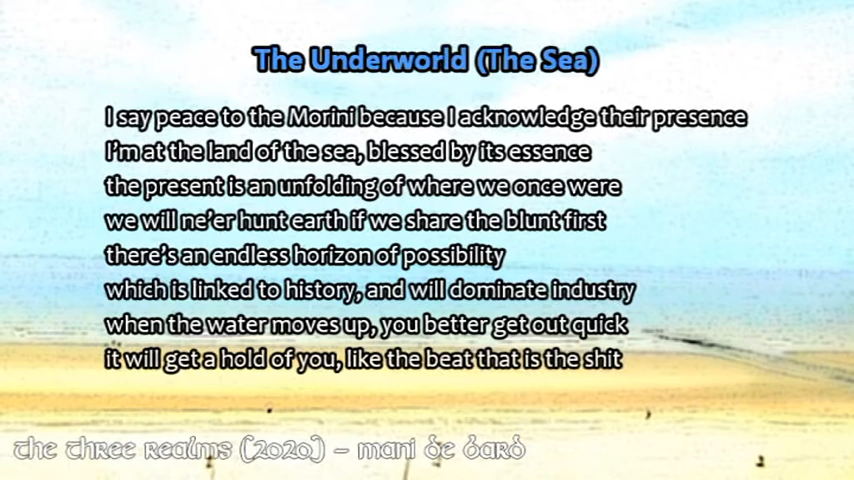 The Underworld (The Sea)
I say peace to the Morini because I acknowledge their presence
I'm at the land of the sea, blessed by its essence
the present is an unfolding of where we once were
we will ne'er hunt earth if we share the blunt first
there's an endless horizon of possibility
which is linked to history, and will dominate industry
when the water moves up, you better get out quick
it will get a hold of you, like the beat that is the shit
The Three Realms (2020) - Mani de Bard